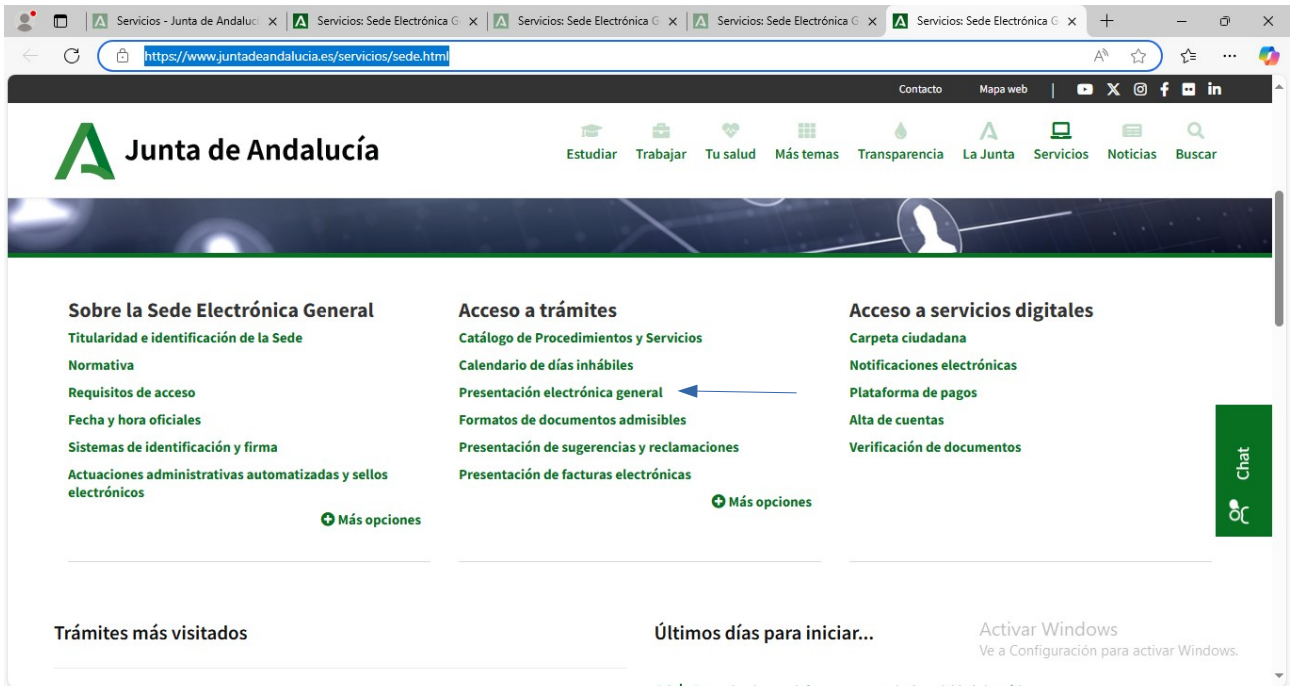 Servicios - Junta de Andaluc
Servicios: Sede Electrónica G
Servicios: Sede Electrónica G
Servicios: Sede Electrónica G
Servicios: Sede Electrónica G
https://www.juntadeandalucia.es/servicios/sede.html
Contacto Mapa web |
Junta de Andalucía
Estudiar Trabajar Tu salud Más temas Transparencia La Junta Servicios Noticias Buscar
Sobre la Sede Electrónica General
Titularidad e identificación de la Sede
Normativa
Requisitos de acceso
Fecha y hora oficiales
Sistemas de identificación y firma
Actuaciones administrativas automatizadas y sellos
electrónicos
Más opciones
Acceso a trámites
Catálogo de Procedimientos y Servicios
Calendario de días inhábiles
Presentación electrónica general
Formatos de documentos admisibles
Presentación de sugerencias y reclamaciones
Presentación de facturas electrónicas
Más opciones
Acceso a servicios digitales
Carpeta ciudadana
Notificaciones electrónicas
Plataforma de pagos
Alta de cuentas
Verificación de documentos
Chat
Trámites más visitados
Últimos días para iniciar...
Activar Windows
Ve a Configuración para activar Windows.